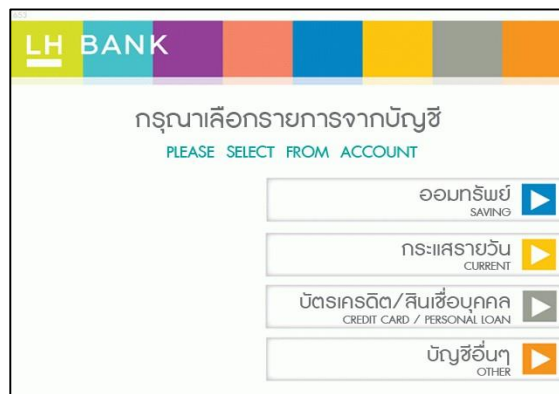 LH BANK
กรุณาเลือกรายการจากบัญชี
PLEASE SELECT FROM ACCOUNT
ออมทรัพย์
SAVING
กระแสรายวัน
CURRENT
บัตรเครดิต/สินเชื่อบุคคล
CREDIT CARD / PERSONAL LOAN
บัญชีอื่นๆ
OTHER